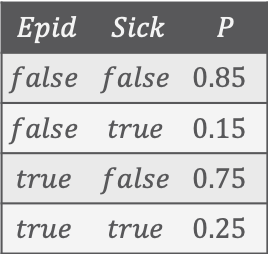 Epid Sick P
false false 0.85
false true 0.15
true false 0.75
true true 0.25